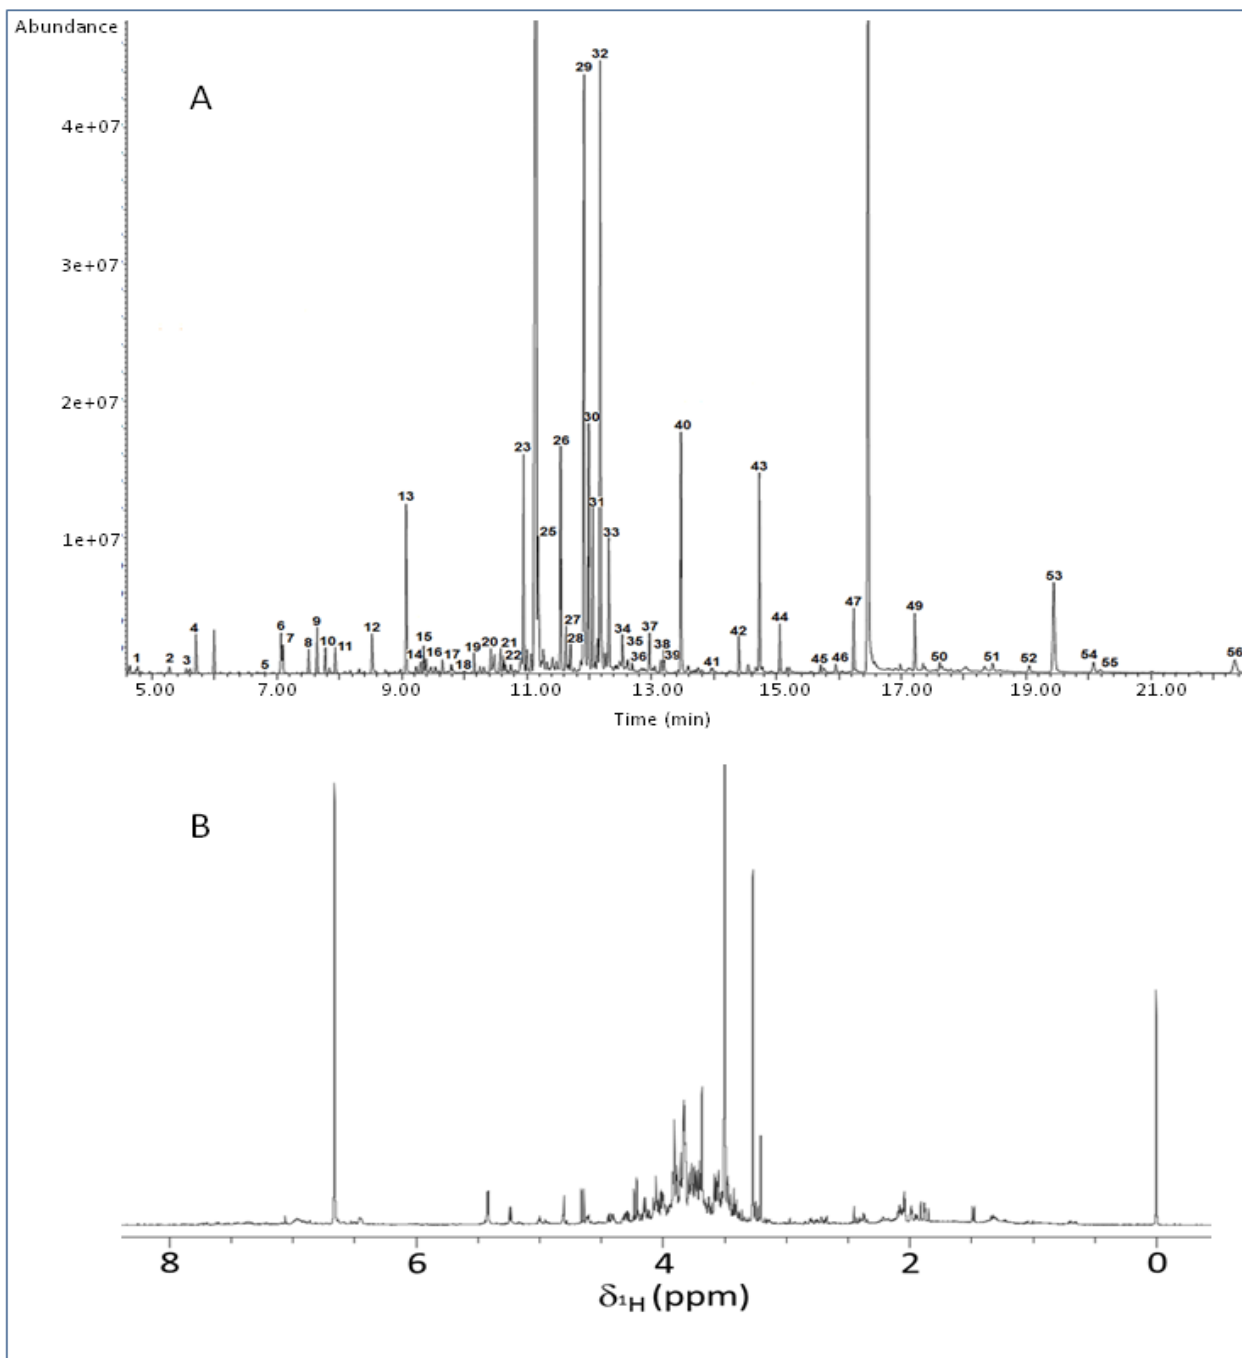 Abundance
A
4e+07
3e+07
2e+07
1e+07
1 2 3 4 5 6 7 8 9 10 11 12 13 14 15 16 17 18 19 20 21 22 23 25 26 27 28 29 30 31 32 33 34 35 36 37 38 39 40 41 42 43 44 45 46 47 49 50 51 52 53 54 55 56
5.00 7.00 9.00 11.00 13.00 15.00 17.00 19.00 21.00
Time (min)
B
8 6 4 2 0
δ¹H (ppm)